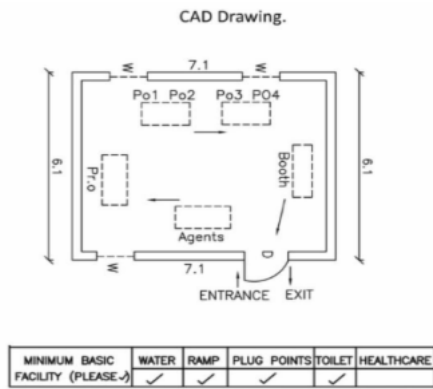 CAD Drawing.
W 7.1 W
Po1 Po2 Po3 PO4
6.1
Pr.o
Booth
6.1
Agents
W 7.1
ENTRANCE EXIT
MINIMUM BASIC FACILITY (PLEASE✓) WATER RAMP PLUG POINTS TOILET HEALTHCARE
✓ ✓ ✓ ✓